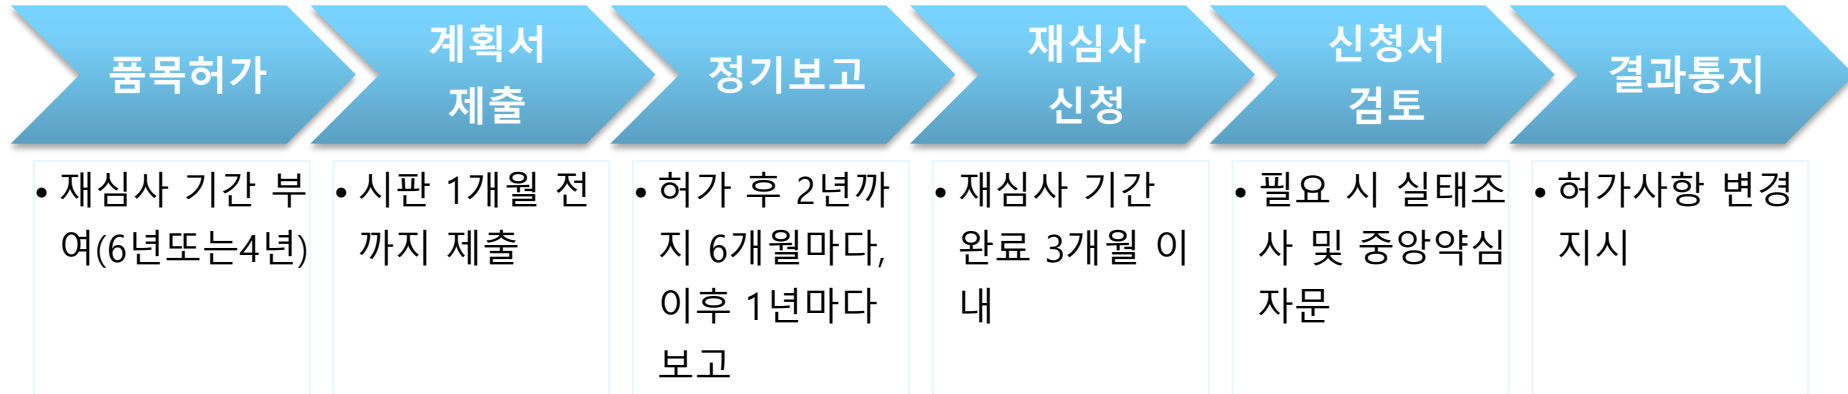 품목허가
• 재심사 기간 부
여(6년또는4년)
계획서
제출
• 시판 1개월 전
까지 제출
정기보고
• 허가 후 2년까
지 6개월마다,
이후 1년마다
보고
재심사
신청
• 재심사 기간
완료 3개월 이
내
신청서
검토
• 필요 시 실태조
사 및 중앙약심
자문
결과통지
• 허가사항 변경
지시